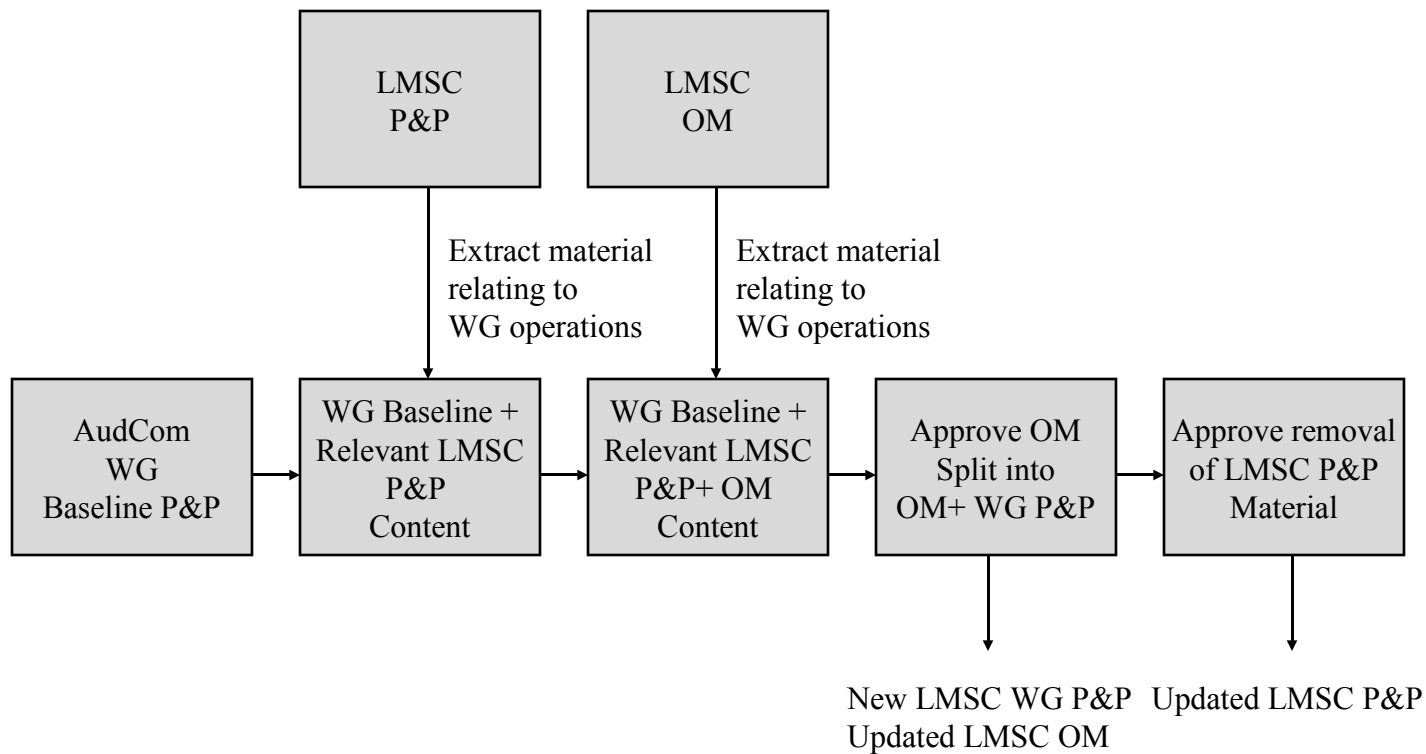 LMSC
P&P
LMSC
OM
Extract material
relating to
WG operations
Extract material
relating to
WG operations
AudCom
WG
Baseline P&P
WG Baseline +
Relevant LMSC
P&P
Content
WG Baseline +
Relevant LMSC
P&P+ OM
Content
Approve OM
Split into
OM+ WG P&P
Approve removal
of LMSC P&P
Material
New LMSC WG P&P
Updated LMSC OM
Updated LMSC P&P